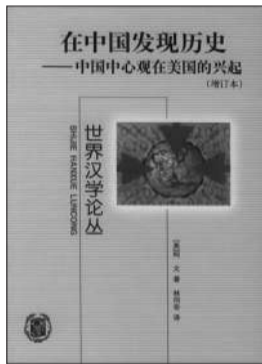 在中国发现历史
——中国中心观在美国的兴起
(增订本)
世界汉学论丛
SHIJIE HANXUE LUNCONG
[美]柯 文 著 林同奇 译